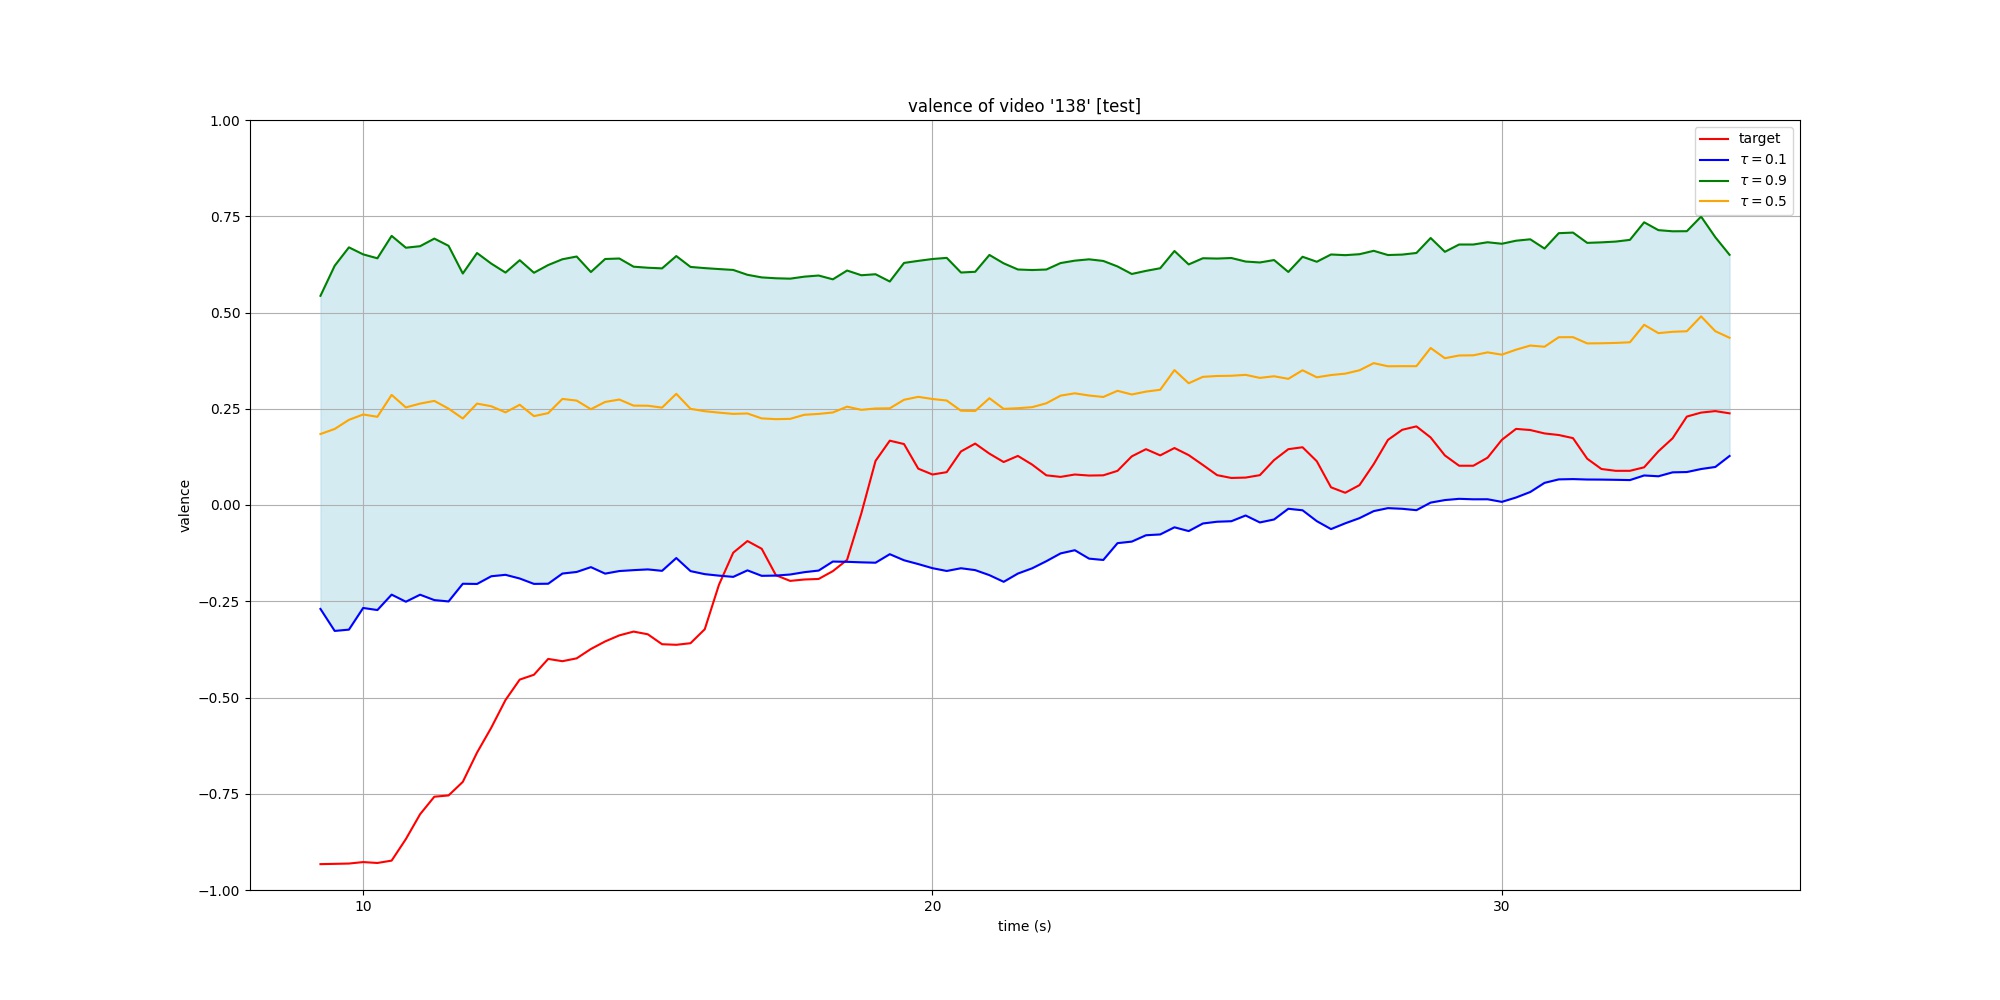 valence of video '138' [test]
target
τ = 0.1
τ = 0.9
τ = 0.5
1.00
0.75
0.50
0.25
0.00
−0.25
−0.50
−0.75
−1.00
valence
10 20 30
time (s)